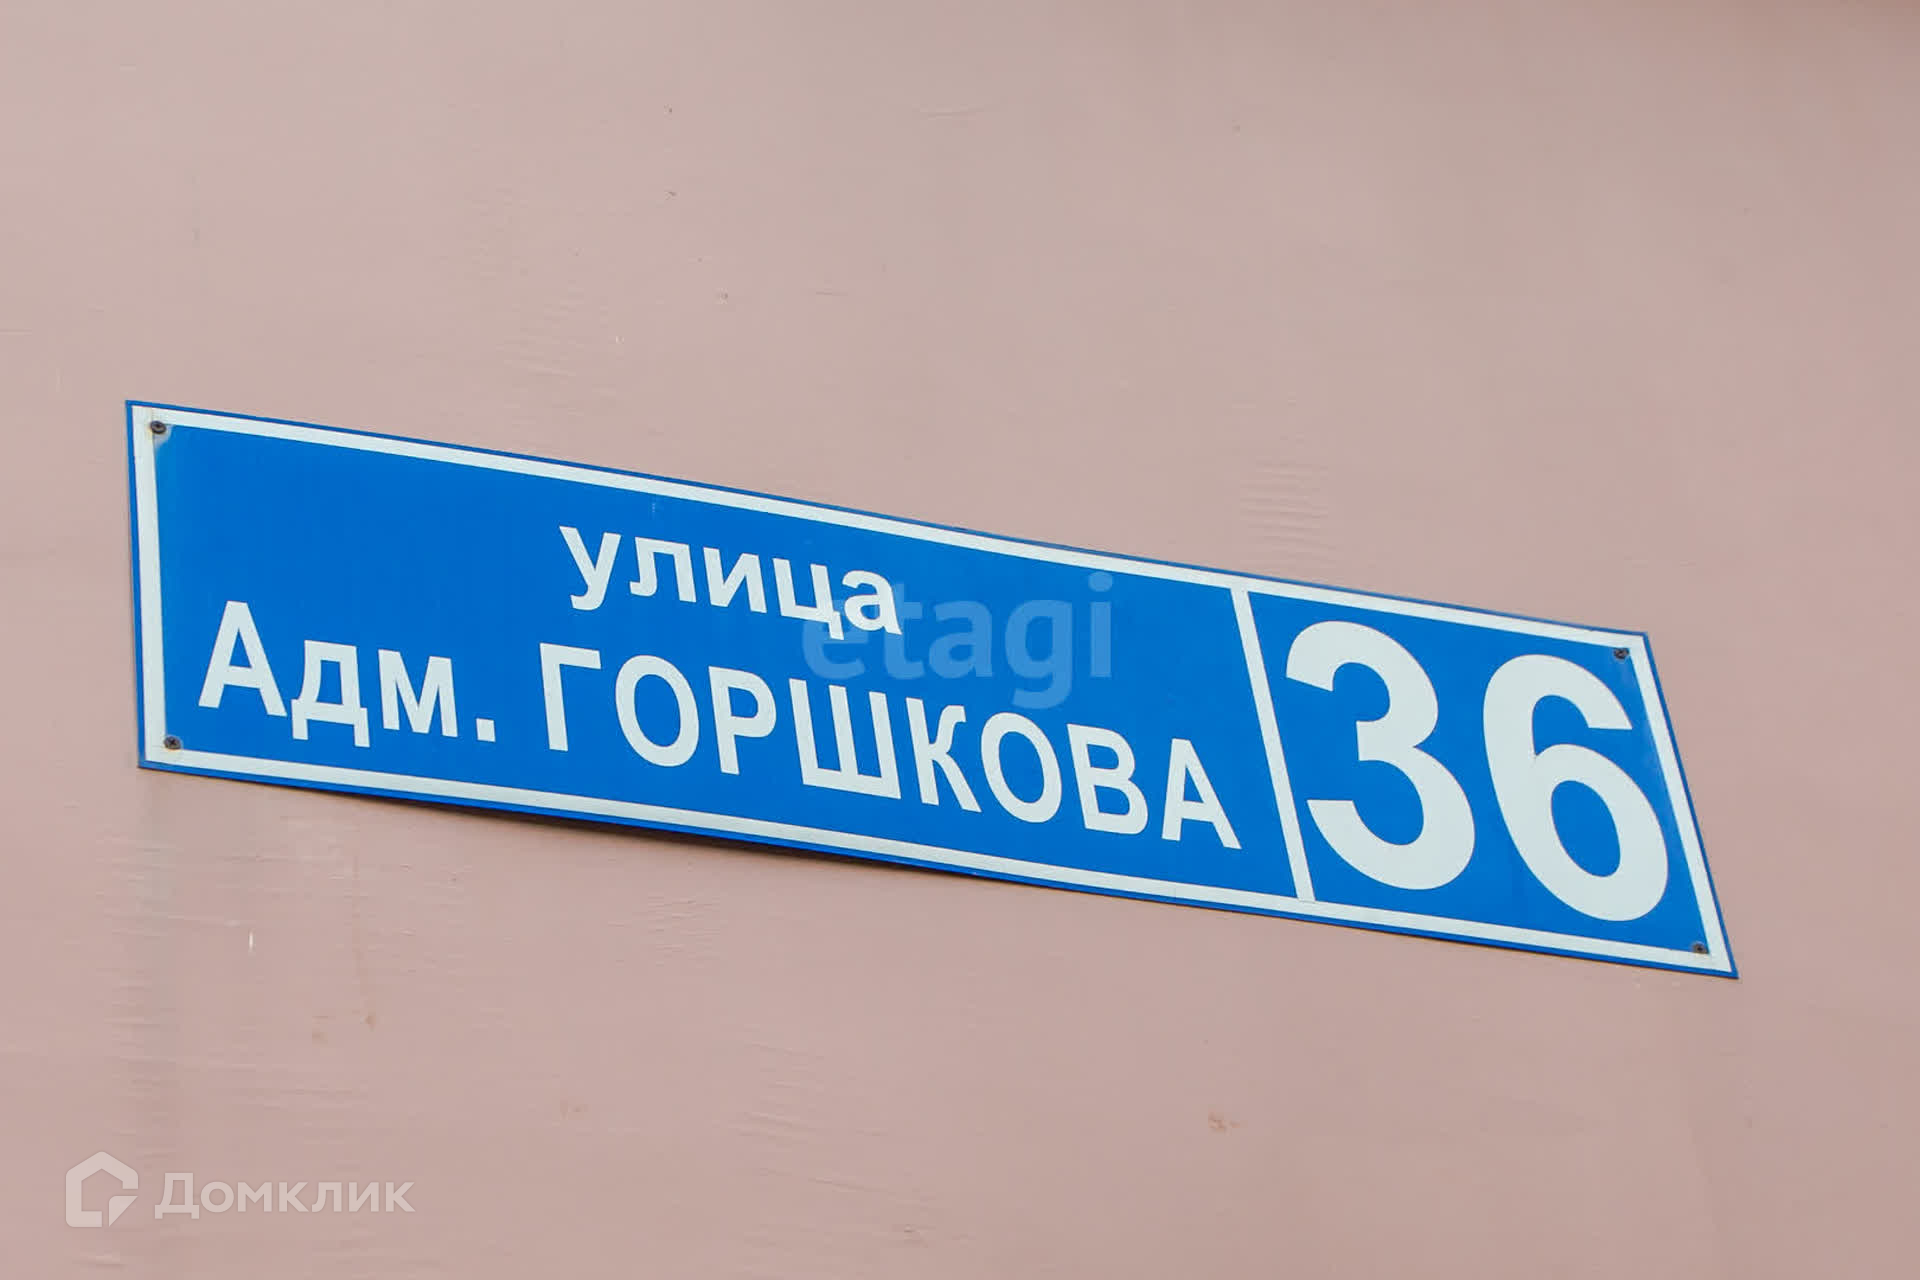 улица
Адм. ГОРШКОВА
36
etagi
Домклик